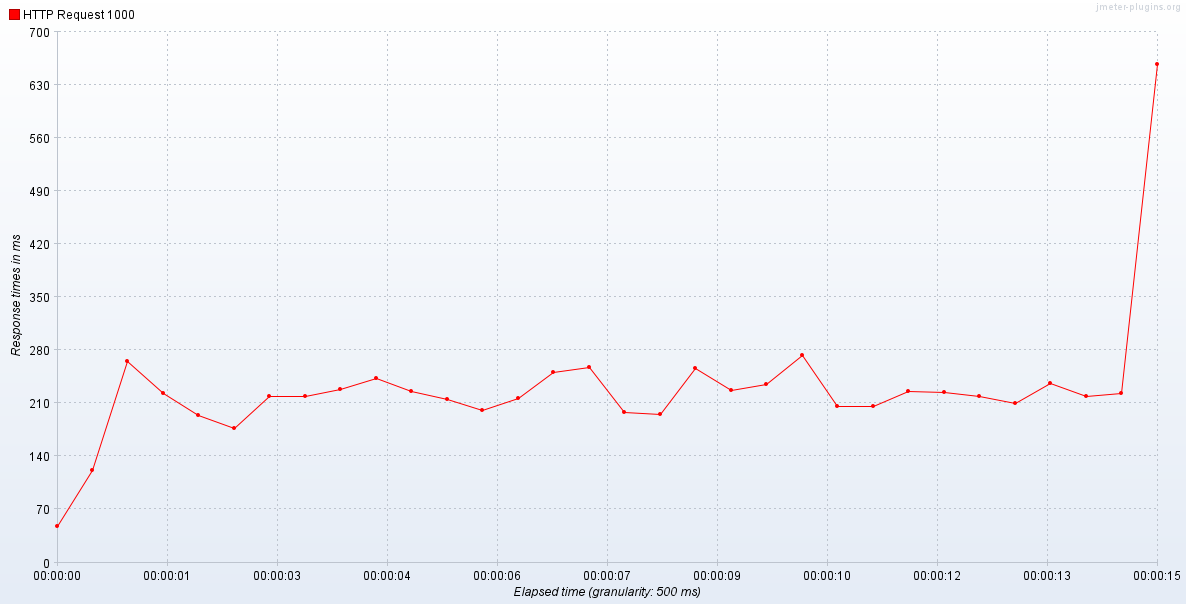 jmeter-plugins.org
HTTP Request 1000
700
630
560
490
420
350
280
210
140
70
0
Response times in ms
00:00:00 00:00:01 00:00:03 00:00:04 00:00:06 00:00:07 00:00:09 00:00:10 00:00:12 00:00:13 00:00:15
Elapsed time (granularity: 500 ms)